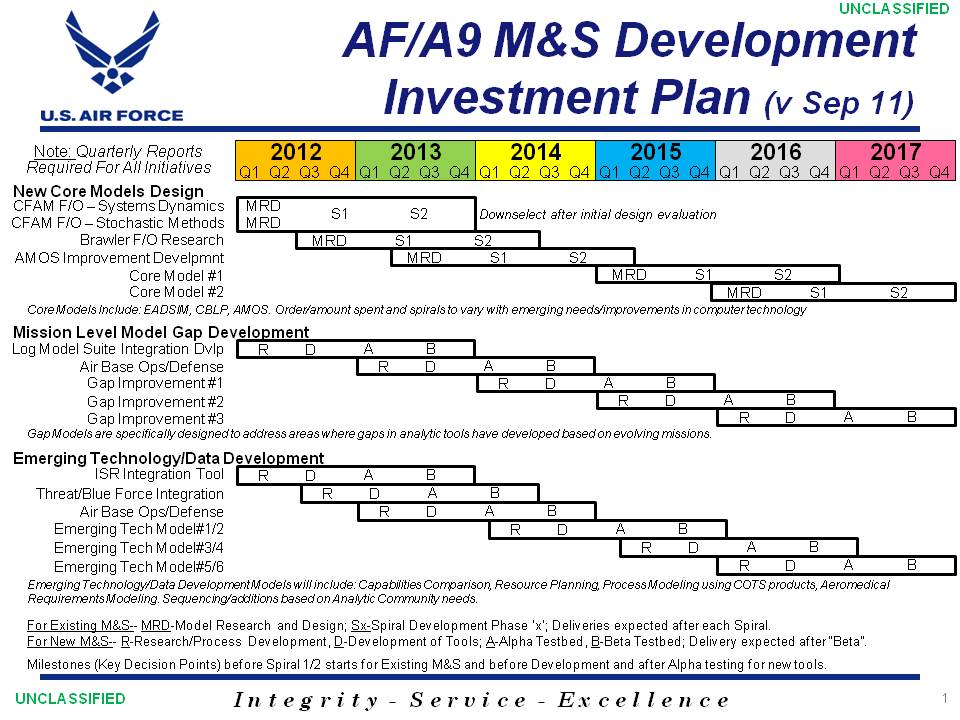 UNCLASSIFIED
AF/A9 M&S Development
Investment Plan (v Sep 11)
U.S. AIR FORCE
Note: Quarterly Reports
Required For All Initiatives
2012 2013 2014 2015 2016 2017
Q1 Q2 Q3 Q4 Q1 Q2 Q3 Q4 Q1 Q2 Q3 Q4 Q1 Q2 Q3 Q4 Q1 Q2 Q3 Q4 Q1 Q2 Q3 Q4
New Core Models Design
CFAM F/O – Systems Dynamics MRD
S1 S2 Downselect after initial design evaluation
CFAM F/O – Stochastic Methods MRD
Brawler F/O Research MRD S1 S2
AMOS Improvement Develpmnt MRD S1 S2
Core Model #1 MRD S1 S2
Core Model #2 MRD S1 S2
Core Models Include: EADSIM, CBLP, AMOS. Order/amount spent and spirals to vary with emerging needs/improvements in computer technology
Mission Level Model Gap Development
Log Model Suite Integration Dvlp R D A B
Air Base Ops/Defense R D A B
Gap Improvement #1 R D A B
Gap Improvement #2 R D A B
Gap Improvement #3 R D A B
Gap Models are specifically designed to address areas where gaps in analytic tools have developed based on evolving missions.
Emerging Technology/Data Development
ISR Integration Tool R D A B
Threat/Blue Force Integration R D A B
Air Base Ops/Defense R D A B
Emerging Tech Model#1/2 R D A B
Emerging Tech Model#3/4 R D A B
Emerging Tech Model#5/6 R D A B
Emerging Technology/Data Development Models will include: Capabilities Comparison, Resource Planning, Process Modeling using COTS products, Aeromedical
Requirements Modeling. Sequencing/additions based on Analytic Community needs.
For Existing M&S-- MRD-Model Research and Design; Sx-Spiral Development Phase 'x'; Deliveries expected after each Spiral.
For New M&S-- R-Research/Process Development, D-Development of Tools; A-Alpha Testbed, B-Beta Testbed; Delivery expected after "Beta".
Milestones (Key Decision Points) before Spiral 1/2 starts for Existing M&S and before Development and after Alpha testing for new tools.
UNCLASSIFIED
Integrity - Service - Excellence
1